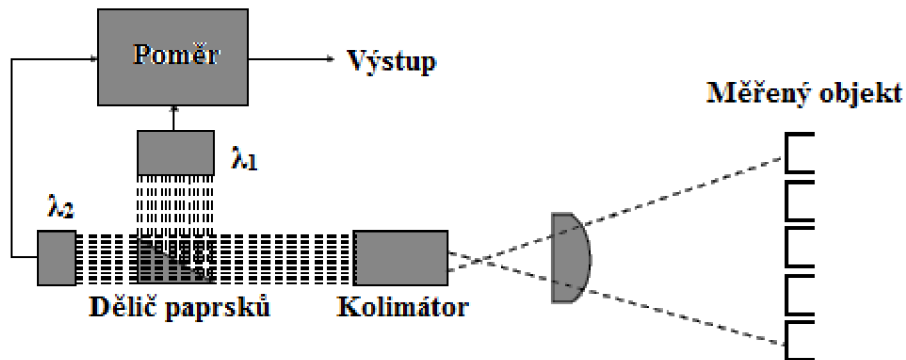 Poměr
Výstup
Měřený objekt
λ1
λ2
Dělič paprsků
Kolimátor